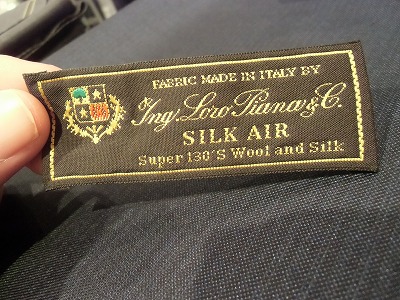 FABRIC MADE IN ITALY BY
Ing. Loro Piana & C.
SILK AIR
Super 130'S Wool and Silk